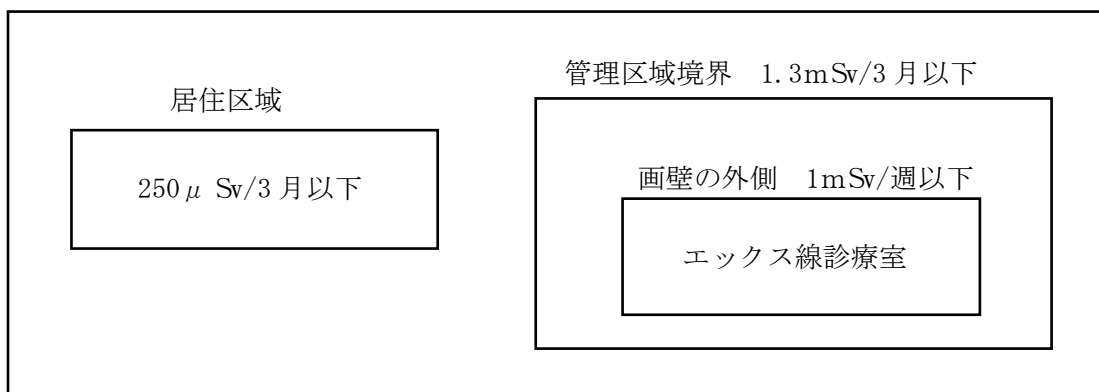 居住区域
250μ Sv/3月以下
管理区域境界　1.3mSv/3月以下
画壁の外側　1mSv/週以下
エックス線診療室